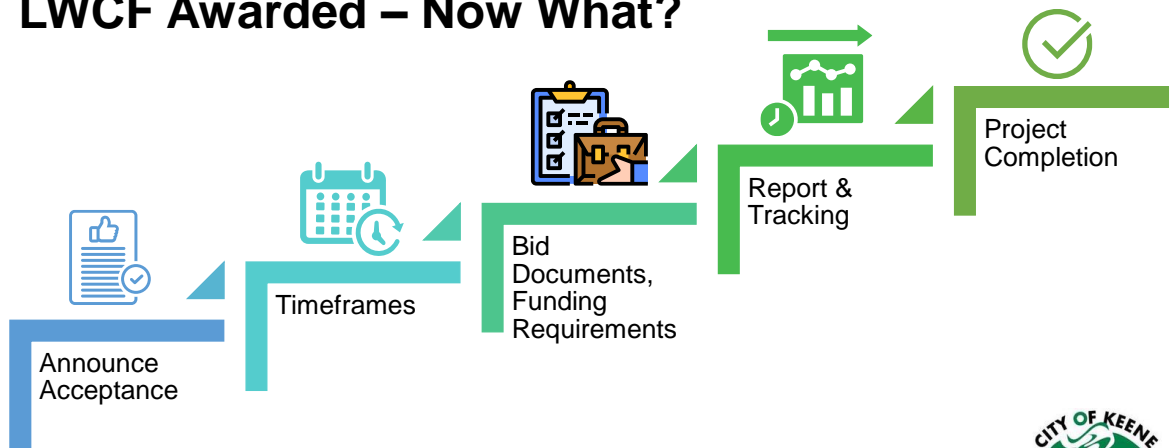 LWCF Awarded – Now What?
Project
Completion
Report &
Tracking
Bid
Documents,
Funding
Requirements
Timeframes
Announce
Acceptance
CITY OF KEENE